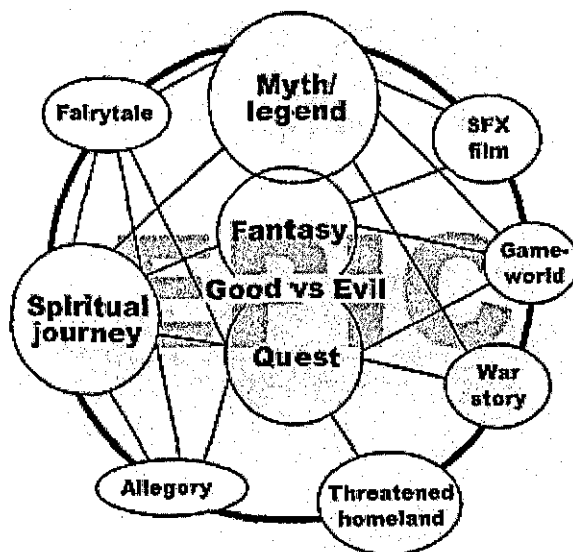 Myth/
legend
Fairytale
SFX
film
Fantasy
Game-
world
EPIC
Good vs Evil
Spiritual
journey
Quest
War
story
Allegory
Threatened
homeland